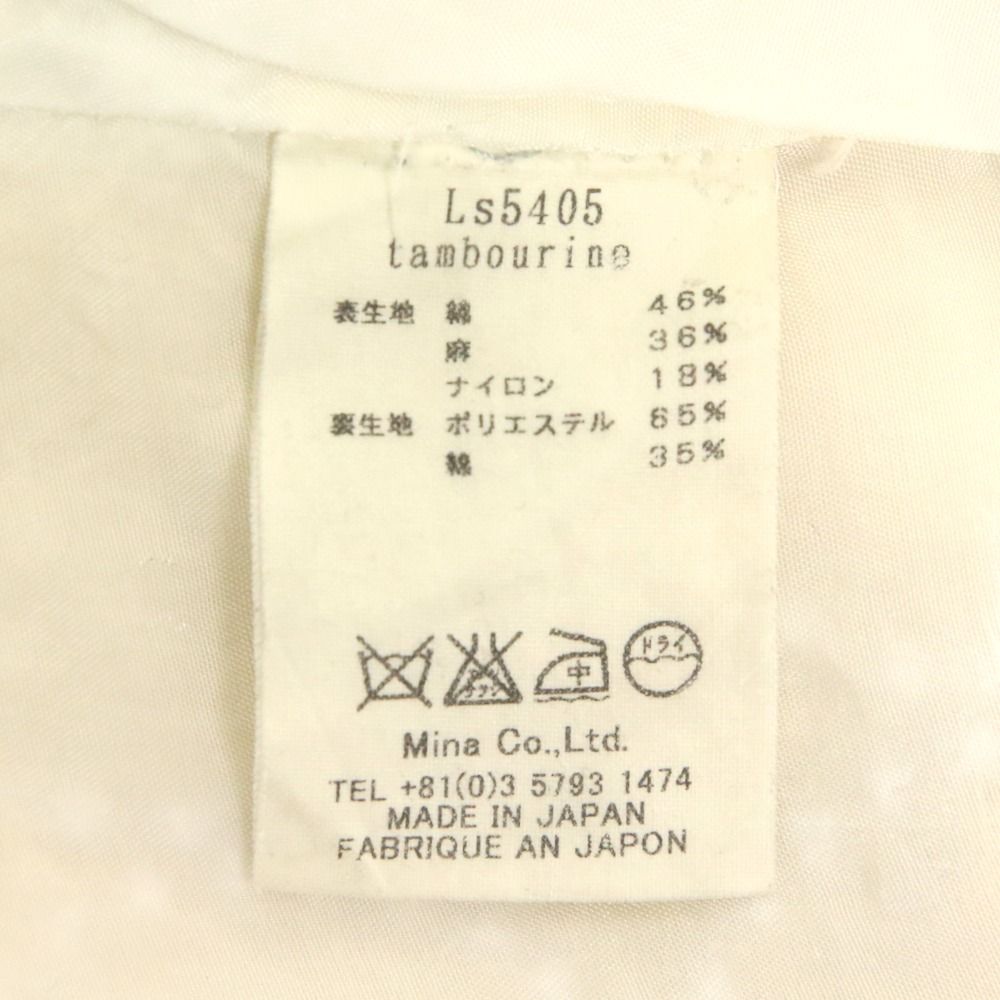 Ls5405
tambourine
表生地 綿 46%
麻 36%
ナイロン 18%
裏生地 ポリエステル 65%
綿 35%
中 ドライ
Mina Co.,Ltd.
TEL +81(0)3 5793 1474
MADE IN JAPAN
FABRIQUE AN JAPON